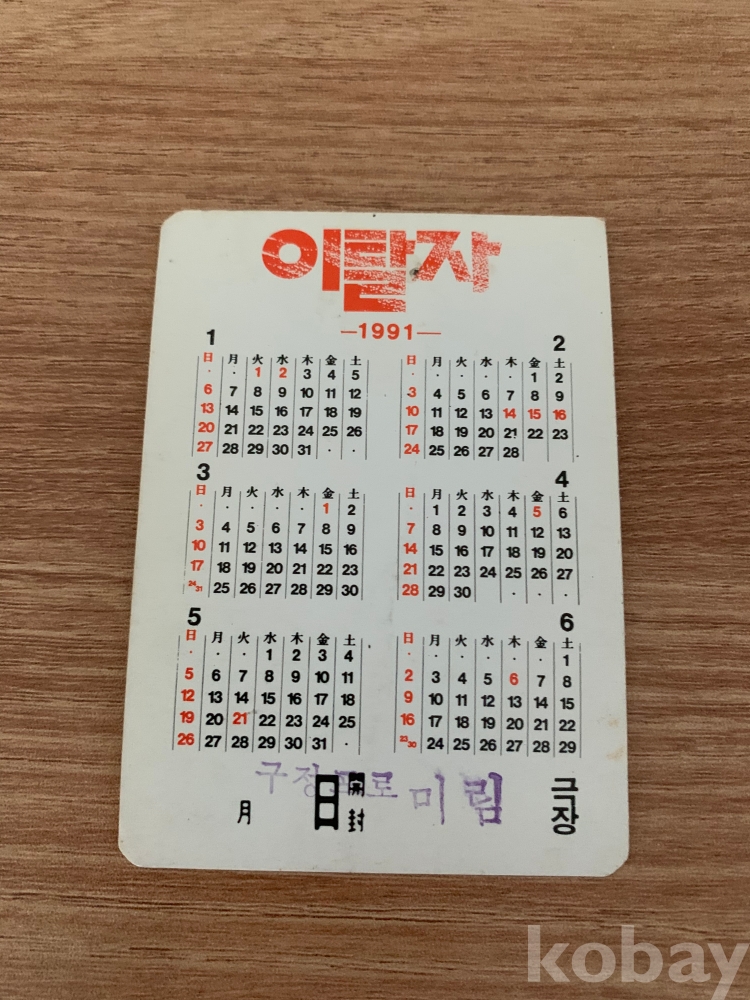 이탈자
—1991—
1
日 月 火 水 木 金 土
· · 1 2 3 4 5
6 7 8 9 10 11 12
13 14 15 16 17 18 19
20 21 22 23 24 25 26
27 28 29 30 31 · ·
2
日 月 火 水 木 金 土
· · · · · 1 2
3 4 5 6 7 8 9
10 11 12 13 14 15 16
17 18 19 20 21 22 23
24 25 26 27 28
3
日 月 火 水 木 金 土
· · · · · 1 2
3 4 5 6 7 8 9
10 11 12 13 14 15 16
17 18 19 20 21 22 23
24/31 25 26 27 28 29 30
4
日 月 火 水 木 金 土
· 1 2 3 4 5 6
7 8 9 10 11 12 13
14 15 16 17 18 19 20
21 22 23 24 25 26 27
28 29 30 · · ·
5
日 月 火 水 木 金 土
· · · 1 2 3 4
5 6 7 8 9 10 11
12 13 14 15 16 17 18
19 20 21 22 23 24 25
26 27 28 29 30 31 ·
6
日 月 火 水 木 金 土
· · · · · · 1
2 3 4 5 6 7 8
9 10 11 12 13 14 15
16 17 18 19 20 21 22
23/30 24 25 26 27 28 29
구정프로 미림
月 日 開封 극장
kobay